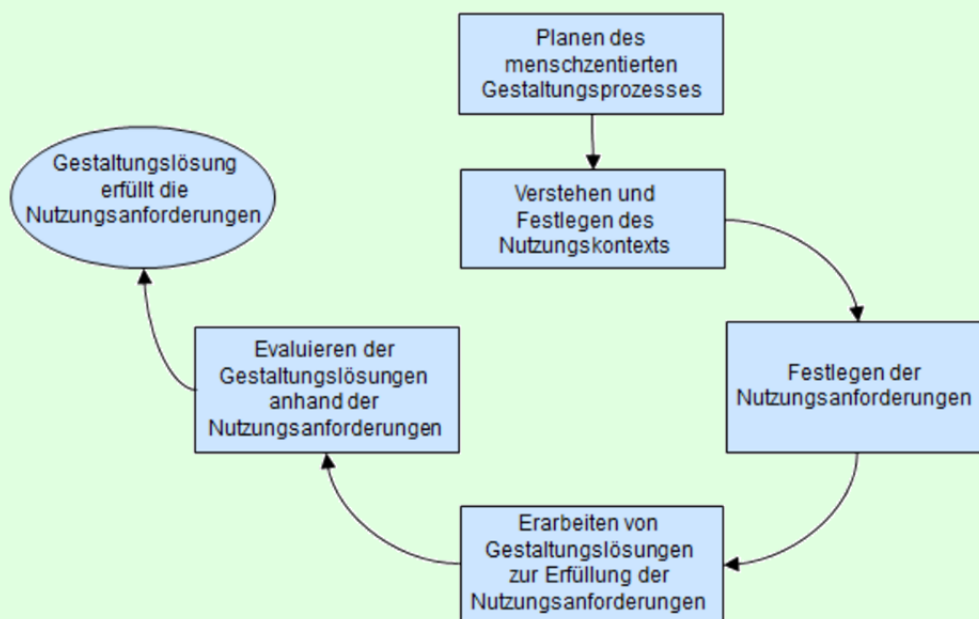 Planen des
menschzentrierten
Gestaltungsprozesses
Verstehen und
Festlegen des
Nutzungskontexts
Festlegen der
Nutzungsanforderungen
Erarbeiten von
Gestaltungslösungen
zur Erfüllung der
Nutzungsanforderungen
Evaluieren der
Gestaltungslösungen
anhand der
Nutzungsanforderungen
Gestaltungslösung
erfüllt die
Nutzungsanforderungen